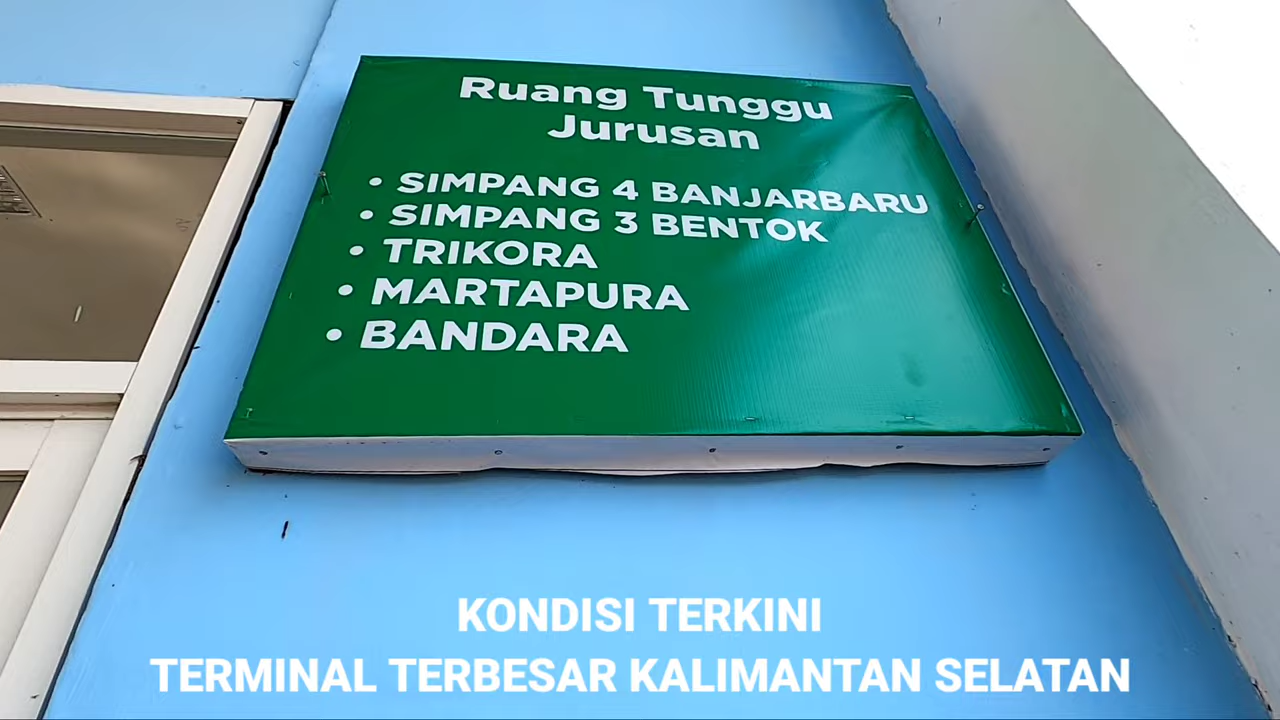 Ruang Tunggu
Jurusan
• SIMPANG 4 BANJARBARU
• SIMPANG 3 BENTOK
• TRIKORA
• MARTAPURA
• BANDARA
KONDISI TERKINI
TERMINAL TERBESAR KALIMANTAN SELATAN